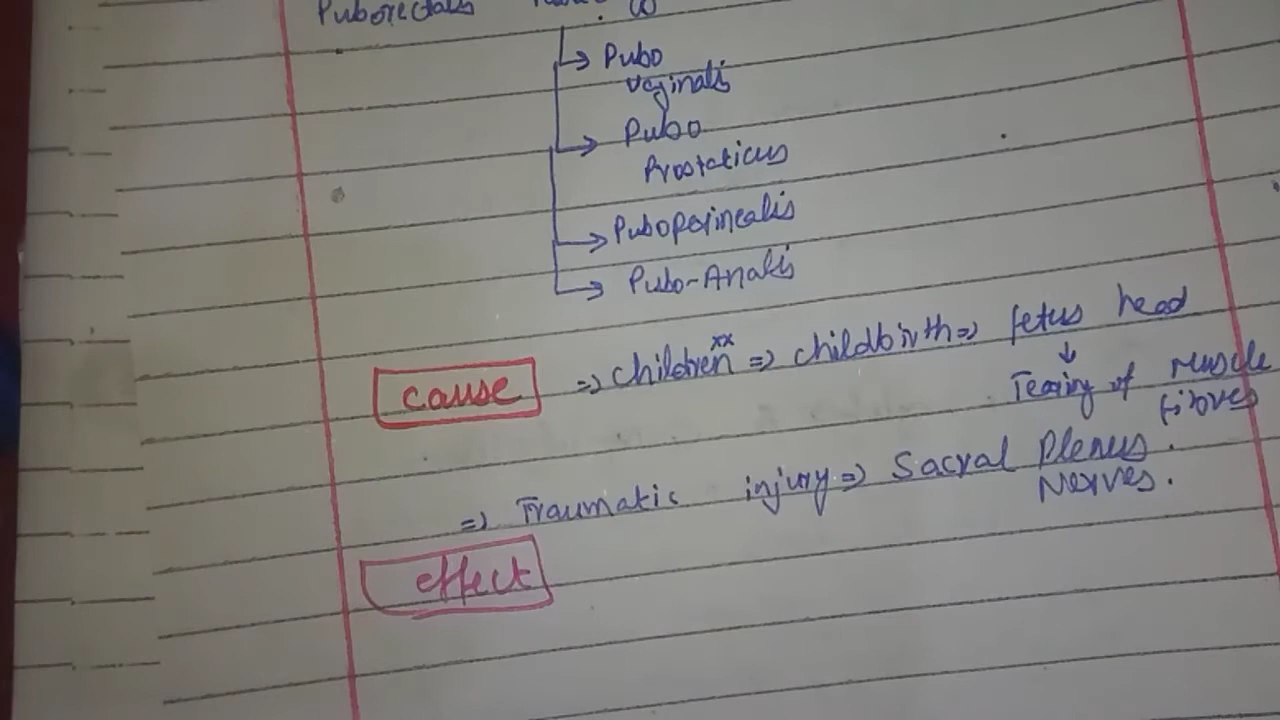 Puborectalis
→ Pubo
vaginalis
→ Pubo
Prostaticus
→ Puboperinealis
→ Pubo-Analis
cause ⇒ children ˣˣ ⇒ childbirth ⇒ fetus head
↓
Tearing of muscle
fibres
⇒ Traumatic injury ⇒ Sacral Plexus
Nerves.
effect